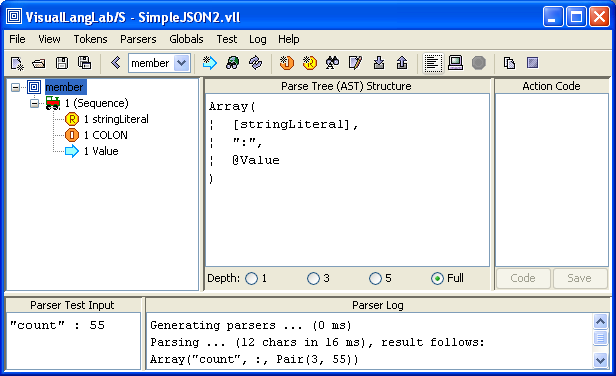 VisualLangLab/S - SimpleJSON2.vll
File View Tokens Parsers Globals Test Log Help
member
member
1 (Sequence)
1 stringLiteral
1 COLON
1 Value
Parse Tree (AST) Structure
Array(
¦ [stringLiteral],
¦ ":",
¦ @Value
)
Depth: 1 3 5 Full
Action Code
Code Save
Parser Test Input
"count" : 55
Parser Log
Generating parsers ... (0 ms)
Parsing ... (12 chars in 16 ms), result follows:
Array("count", :, Pair(3, 55))